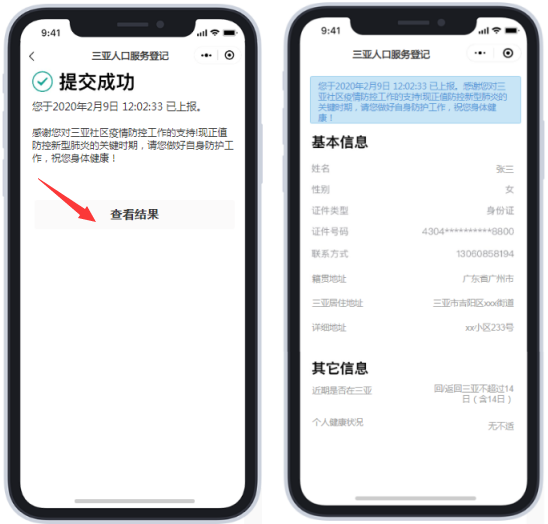 9:41
三亚人口服务登记
提交成功
您于2020年2月9日 12:02:33 已上报。
感谢您对三亚社区疫情防控工作的支持!现正值
防控新型肺炎的关键时期，请您做好自身防护工
作，祝您身体健康！
查看结果
9:41
三亚人口服务登记
您于2020年2月9日 12:02:33 已上报。感谢您对三
亚社区疫情防控工作的支持!现正值防控新型肺炎的
关键时期，请您做好自身防护工作，祝您身体健
康！
基本信息
姓名 张三
性别 女
证件类型 身份证
证件号码 4304**********8800
联系方式 13060858194
籍贯地址 广东省广州市
三亚居住地址 三亚市吉阳区xxx街道
详细地址 xx小区233号
其它信息
近期是否在三亚 回/返回三亚不超过14
日（含14日）
个人健康状况 无不适